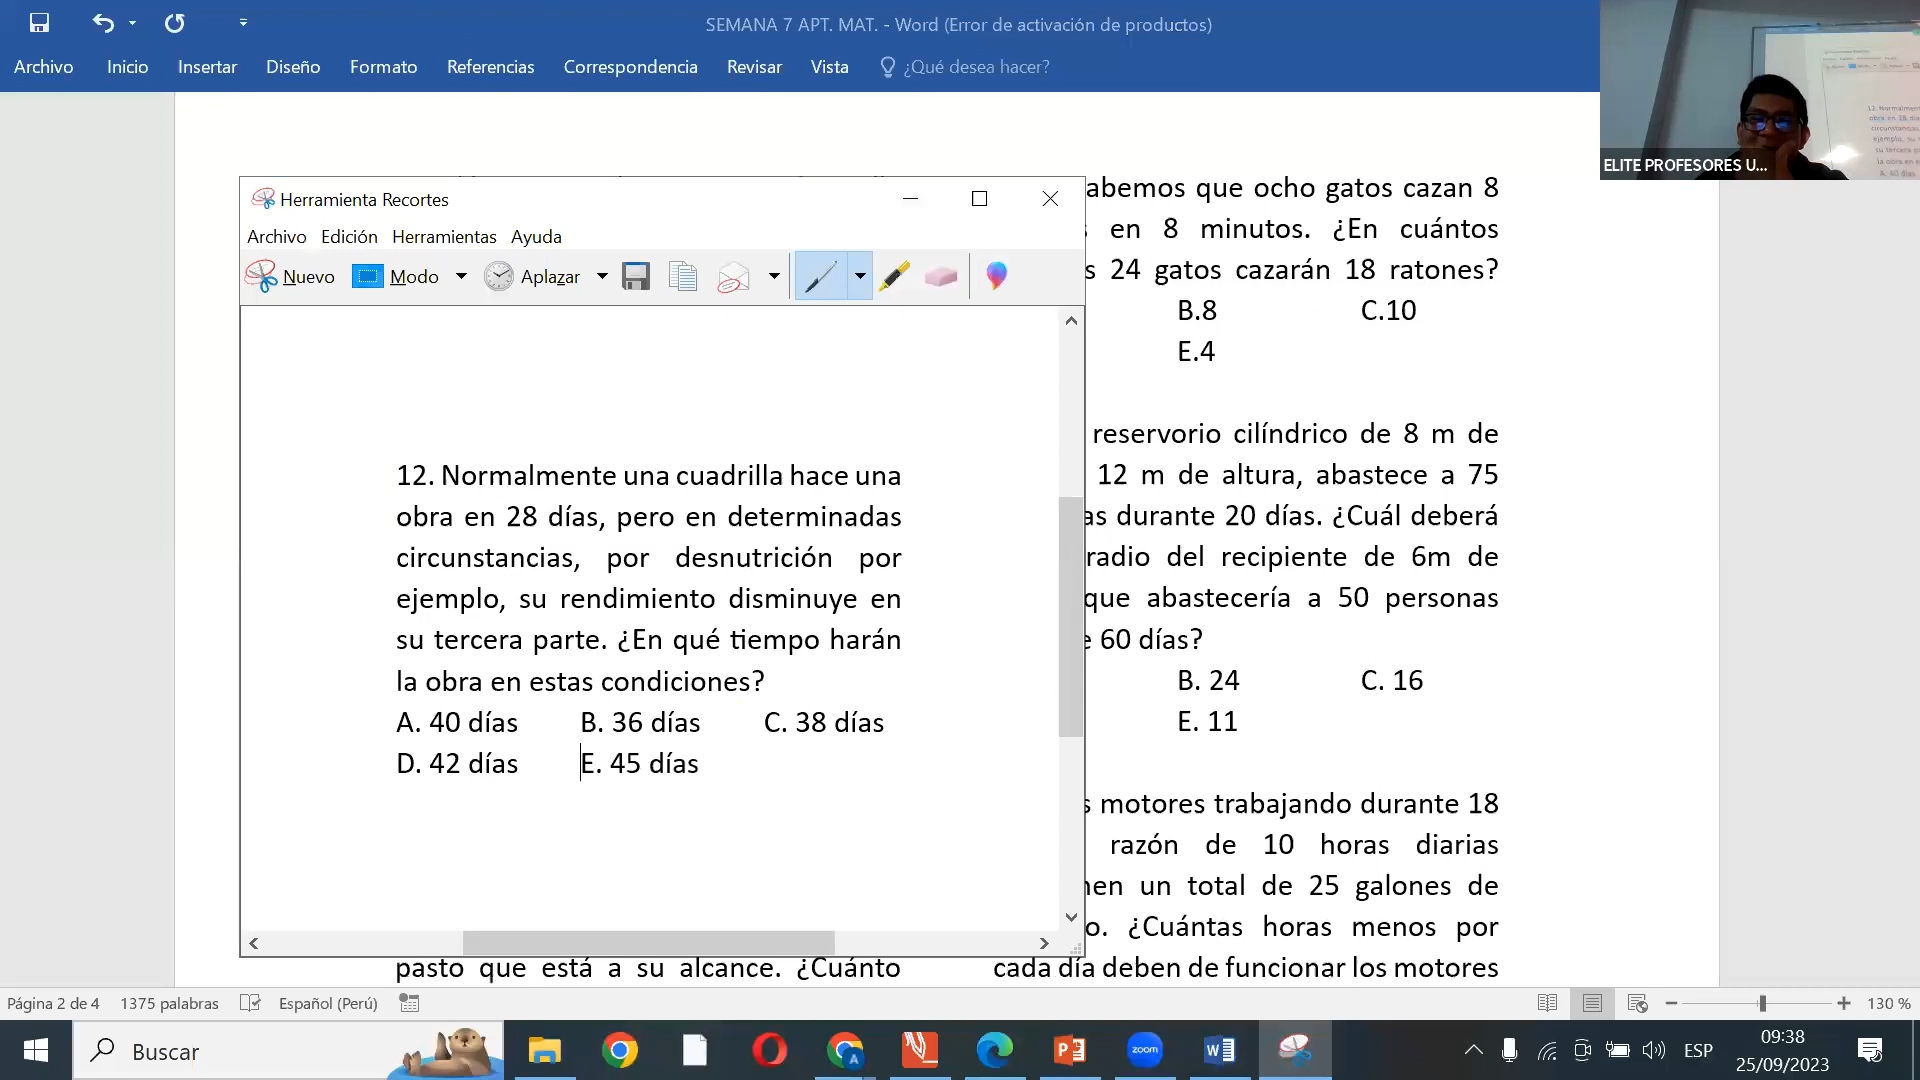 SEMANA 7 APT. MAT. - Word (Error de activación de productos)
Archivo Inicio Insertar Diseño Formato Referencias Correspondencia Revisar Vista ¿Qué desea hacer?
ELITE PROFESORES U...
Herramienta Recortes
Archivo Edición Herramientas Ayuda
Nuevo Modo Aplazar
12. Normalmente una cuadrilla hace una
obra en 28 días, pero en determinadas
circunstancias, por desnutrición por
ejemplo, su rendimiento disminuye en
su tercera parte. ¿En qué tiempo harán
la obra en estas condiciones?
A. 40 días B. 36 días C. 38 días
D. 42 días E. 45 días
pasto que está a su alcance. ¿Cuánto
abemos que ocho gatos cazan 8
en 8 minutos. ¿En cuántos
s 24 gatos cazarán 18 ratones?
B.8 C.10
E.4
reservorio cilíndrico de 8 m de
12 m de altura, abastece a 75
as durante 20 días. ¿Cuál deberá
radio del recipiente de 6m de
que abastecería a 50 personas
60 días?
B. 24 C. 16
E. 11
s motores trabajando durante 18
razón de 10 horas diarias
nen un total de 25 galones de
o. ¿Cuántas horas menos por
cada día deben de funcionar los motores
Página 2 de 4 1375 palabras Español (Perú) 130 %
Buscar
zoom
ESP
09:38
25/09/2023